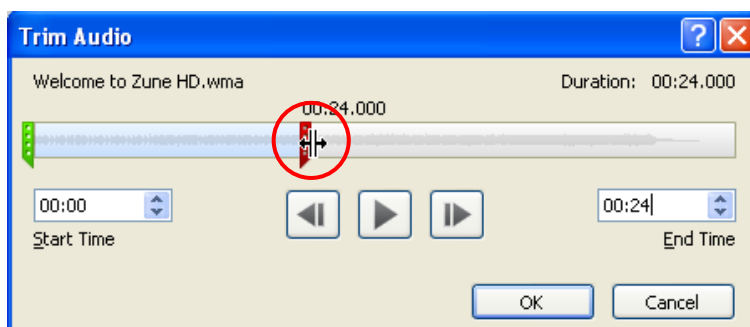 Trim Audio
Welcome to Zune HD.wma Duration: 00:24.000
00:24.000
00:00 00:24
Start Time End Time
OK Cancel